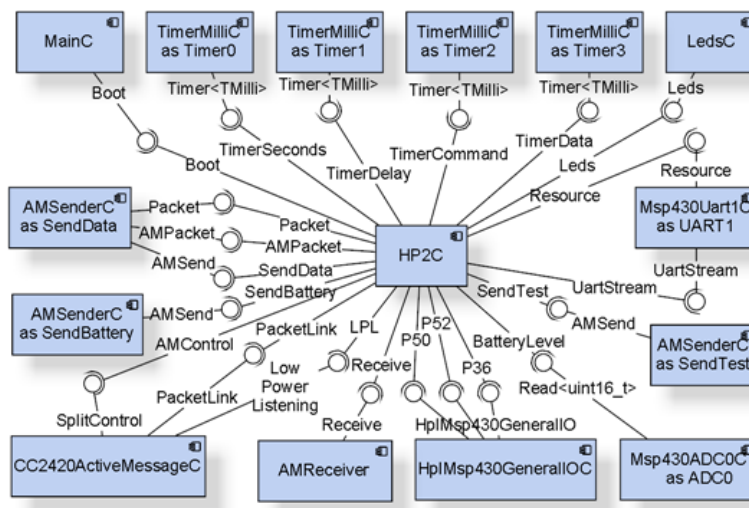 MainC
TimerMilliC
as Timer0
TimerMilliC
as Timer1
TimerMilliC
as Timer2
TimerMilliC
as Timer3
LedsC
Boot
Timer<TMilli>
Timer<TMilli>
Timer<TMilli>
Timer<TMilli>
Leds
Boot
TimerSeconds
TimerDelay
TimerCommand
TimerData
Leds
Resource
Resource
AMSenderC
as SendData
Packet
Packet
AMPacket
AMPacket
AMSend
SendData
HP2C
Msp430Uart1C
as UART1
UartStream
UartStream
AMSenderC
as SendBattery
AMSend
SendBattery
SendTest
AMSend
AMSenderC
as SendTest
AMControl
PacketLink
LPL
P50
P52
P36
BatteryLevel
Receive
Low
Power
Listening
PacketLink
SplitControl
Receive
HplMsp430GeneralIO
Read<uint16_t>
CC2420ActiveMessageC
AMReceiver
HplMsp430GeneralIOC
Msp430ADC0C
as ADC0